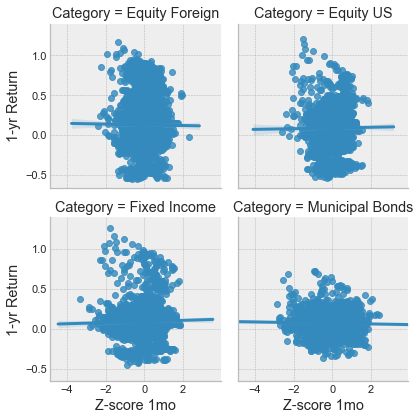 Category = Equity Foreign
Category = Equity US
1-yr Return
1.0
0.5
0.0
−0.5
Category = Fixed Income
Category = Municipal Bonds
1-yr Return
1.0
0.5
0.0
−0.5
−4 −2 0 2
−4 −2 0 2
Z-score 1mo
Z-score 1mo